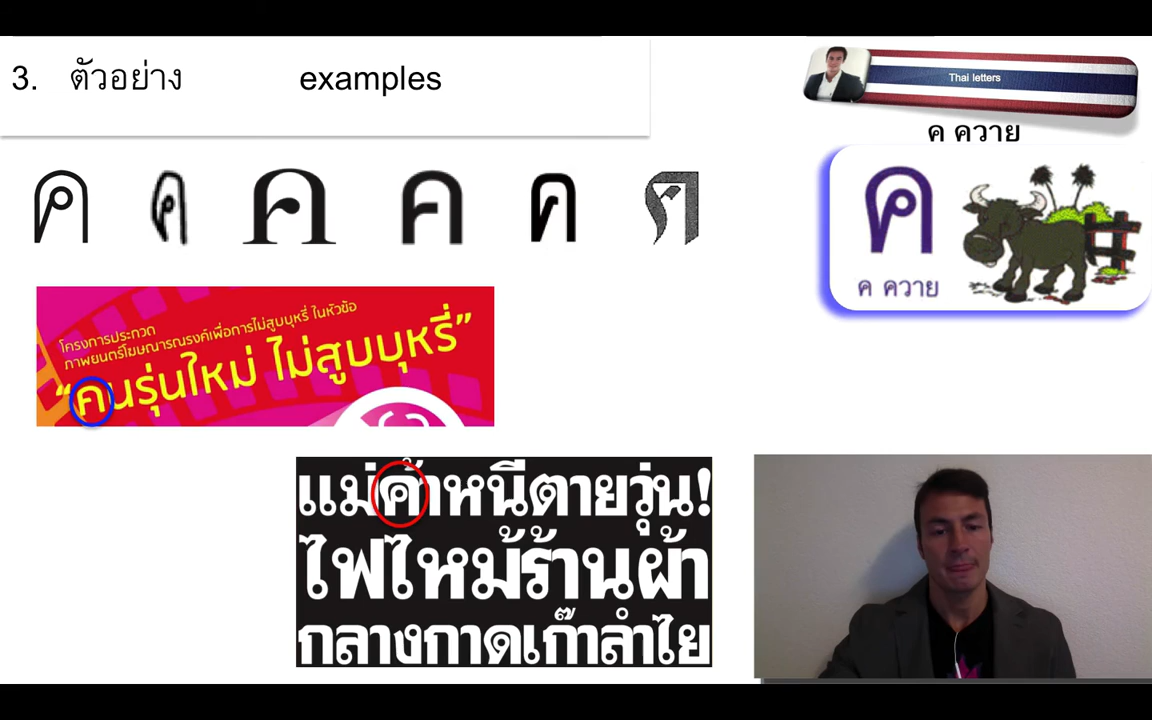 3. ตัวอย่าง examples
Thai letters
ค ควาย
ค ค ค ค ค ค
ค
ค ควาย
โครงการประกวด
ภาพยนตร์โฆษณารณรงค์เพื่อการไม่สูบบุหรี่ ในหัวข้อ
“คนรุ่นใหม่ ไม่สูบบุหรี่”
แม่ค้าหนีตายวุ่น!
ไฟไหม้ร้านผ้า
กลางกาดเก๊าลำไย